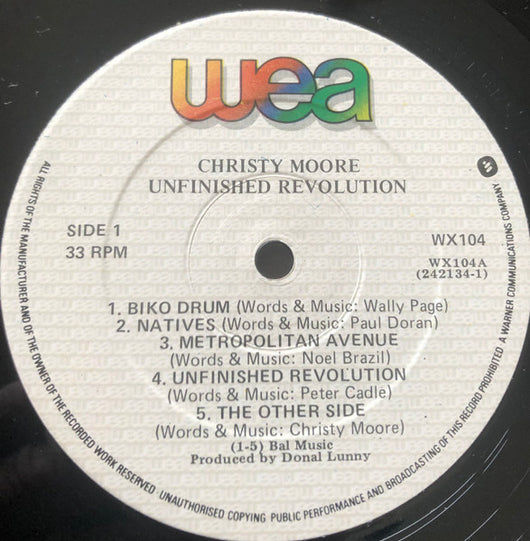 wea
CHRISTY MOORE
UNFINISHED REVOLUTION
SIDE 1
33 RPM
WX104
WX104A
(242134-1)
1. BIKO DRUM (Words & Music: Wally Page)
2. NATIVES (Words & Music: Paul Doran)
3. METROPOLITAN AVENUE
(Words & Music: Noel Brazil)
4. UNFINISHED REVOLUTION
(Words & Music: Peter Cadle)
5. THE OTHER SIDE
(Words & Music: Christy Moore)
(1-5) Bal Music
Produced by Donal Lunny
ALL RIGHTS OF THE MANUFACTURER AND OF THE OWNER OF THE RECORDED WORK RESERVED UNAUTHORISED COPYING PUBLIC PERFORMANCE AND BROADCASTING OF THIS RECORD PROHIBITED A WARNER COMMUNICATIONS COMPANY